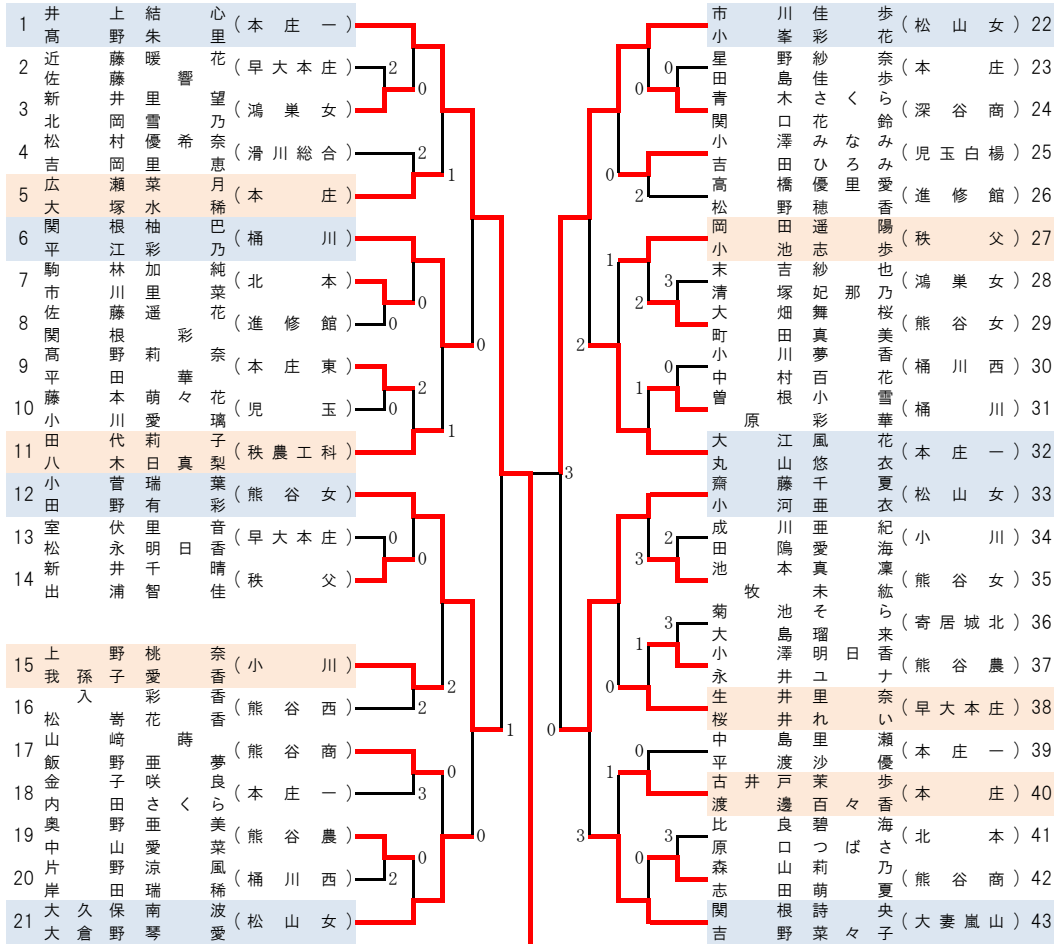 1 井上結心 (本庄一)
髙野朱里
2 近藤暖花 (早大本庄)
佐藤響
3 新井里望 (鴻巣女)
北岡雪乃
4 松村優希奈 (滑川総合)
吉岡里恵
5 広瀬菜月 (本庄)
大塚水稀
6 関根柚巴 (桶川)
平江彩乃
7 駒林加純 (北本)
市川里菜
8 佐藤遥花 (進修館)
関根彩
9 髙野莉奈 (本庄東)
平田華
10 藤本萌々花 (児玉)
小川愛璃
11 田代莉子 (秩農工科)
八木日真梨
12 小菅瑞葉 (熊谷女)
田野有彩
13 室伏里音 (早大本庄)
松永明日香
14 新井千晴 (秩父)
出浦智佳
15 上野桃奈 (小川)
我孫子愛香
16 入彩香 (熊谷西)
松嵜花香
17 山﨑蒔 (熊谷商)
飯野亜夢
18 金子咲良 (本庄一)
内田さくら
19 奥野亜美 (熊谷農)
中山愛菜
20 片野涼風 (桶川西)
岸田瑞稀
21 大久保南波 (松山女)
大倉野琴愛
2
0
2
1
0
0
0
2
0
1
0
0
2
2
1
0
3
0
2
0
3
市川佳歩 (松山女) 22
小峯彩花
星野紗奈 (本庄) 23
田島佳歩
青木さくら (深谷商) 24
関口花鈴
小澤みなみ (児玉白楊) 25
吉田ひろみ
高橋優里愛 (進修館) 26
松野穂香
岡田遥陽 (秩父) 27
小池志歩
末吉紗也 (鴻巣女) 28
清塚妃那乃
大畑舞桜 (熊谷女) 29
町田真美
小川夢香 (桶川西) 30
中村百花
曽根小雪 (桶川) 31
原彩華
大江風花 (本庄一) 32
丸山悠衣
齋藤千夏 (松山女) 33
小河亜衣
成川亜紀 (小川) 34
田隝愛海
池本真凜 (熊谷女) 35
牧未紘
菊池そら (寄居城北) 36
大島瑠来
小澤明日香 (熊谷農) 37
永井ユナ
生井里奈 (早大本庄) 38
桜井れい
中島里瀬 (本庄一) 39
平渡沙優
古井戸茉歩 (本庄) 40
渡邊百々香
比良碧海 (北本) 41
原口つばさ
森山莉乃 (熊谷商) 42
志田萌夏
関根詩央 (大妻嵐山) 43
吉野菜々子
0
0
0
2
1
3
2
2
0
1
2
3
3
1
0
0
0
1
3
3
0